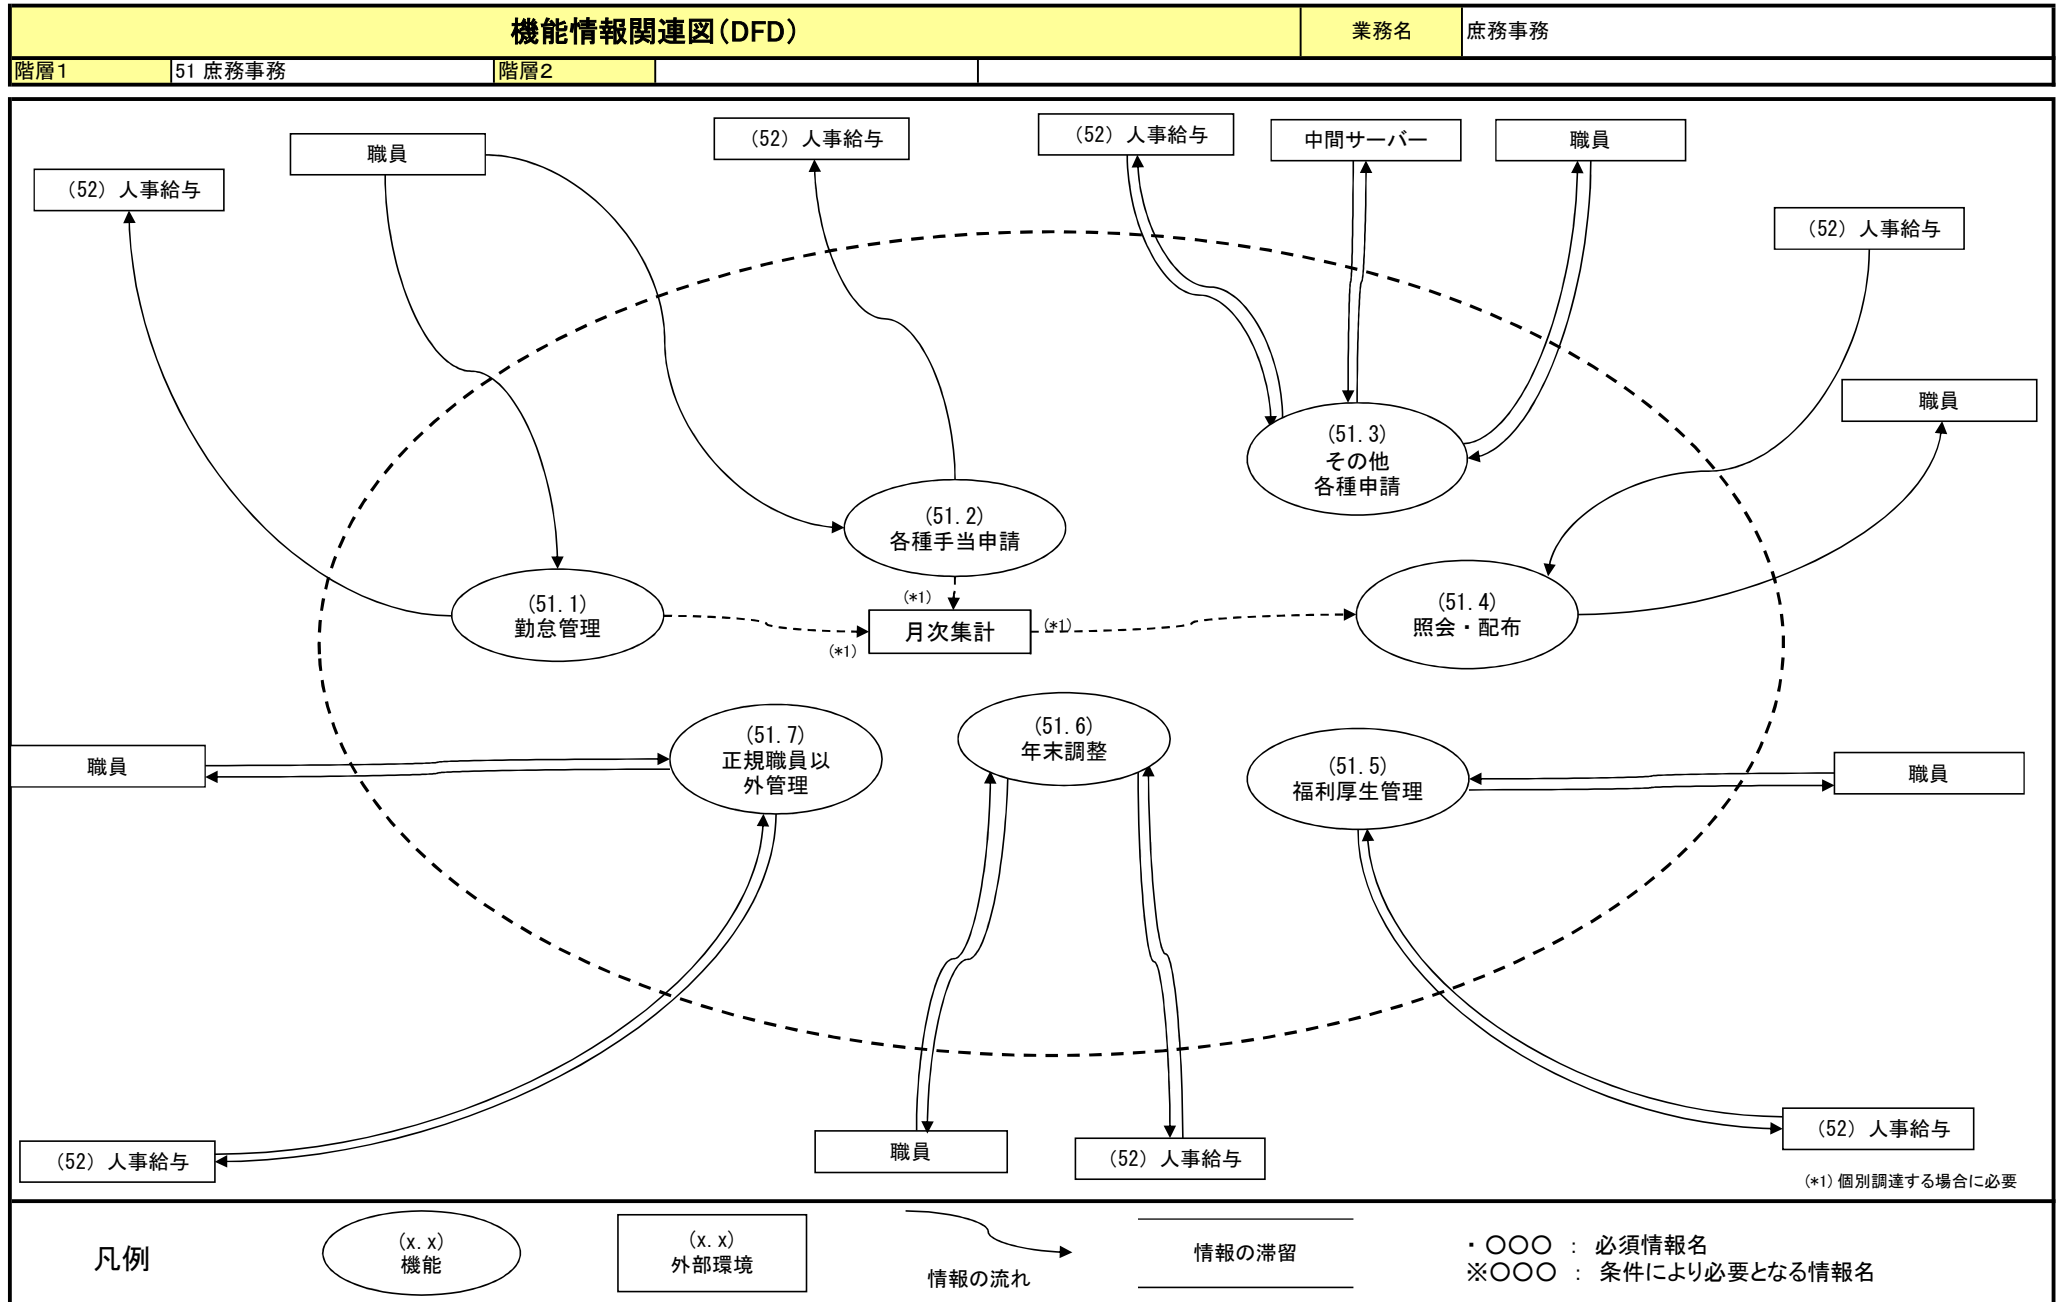 機能情報関連図(DFD)
業務名
庶務事務
階層1
51 庶務事務
階層2
(52) 人事給与
職員
(52) 人事給与
(52) 人事給与
中間サーバー
職員
(52) 人事給与
職員
(51.3)
その他
各種申請
(51.2)
各種手当申請
(51.1)
勤怠管理
(*1)
月次集計
(*1)
(*1)
(51.4)
照会・配布
職員
(51.7)
正規職員以
外管理
(51.6)
年末調整
(51.5)
福利厚生管理
職員
(52) 人事給与
職員
(52) 人事給与
(52) 人事給与
(*1) 個別調達する場合に必要
凡例
(x.x)
機能
(x.x)
外部環境
情報の流れ
情報の滞留
・〇〇〇 : 必須情報名
※〇〇〇 : 条件により必要となる情報名